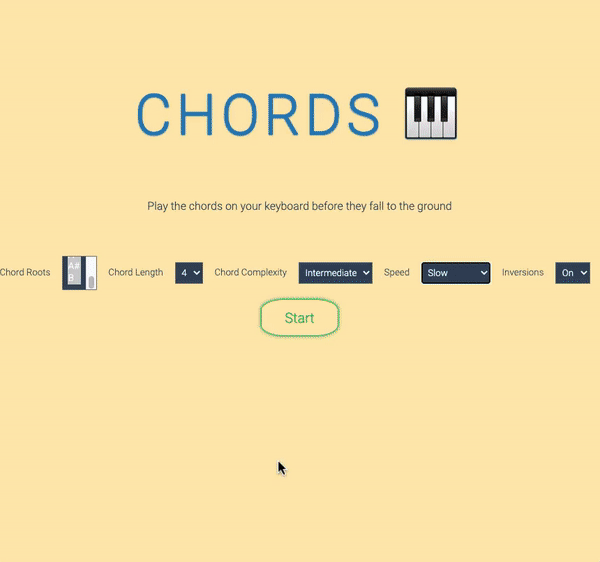 CHORDS
Play the chords on your keyboard before they fall to the ground
Chord Roots A# B Chord Length 4 Chord Complexity Intermediate Speed Slow Inversions On
Start